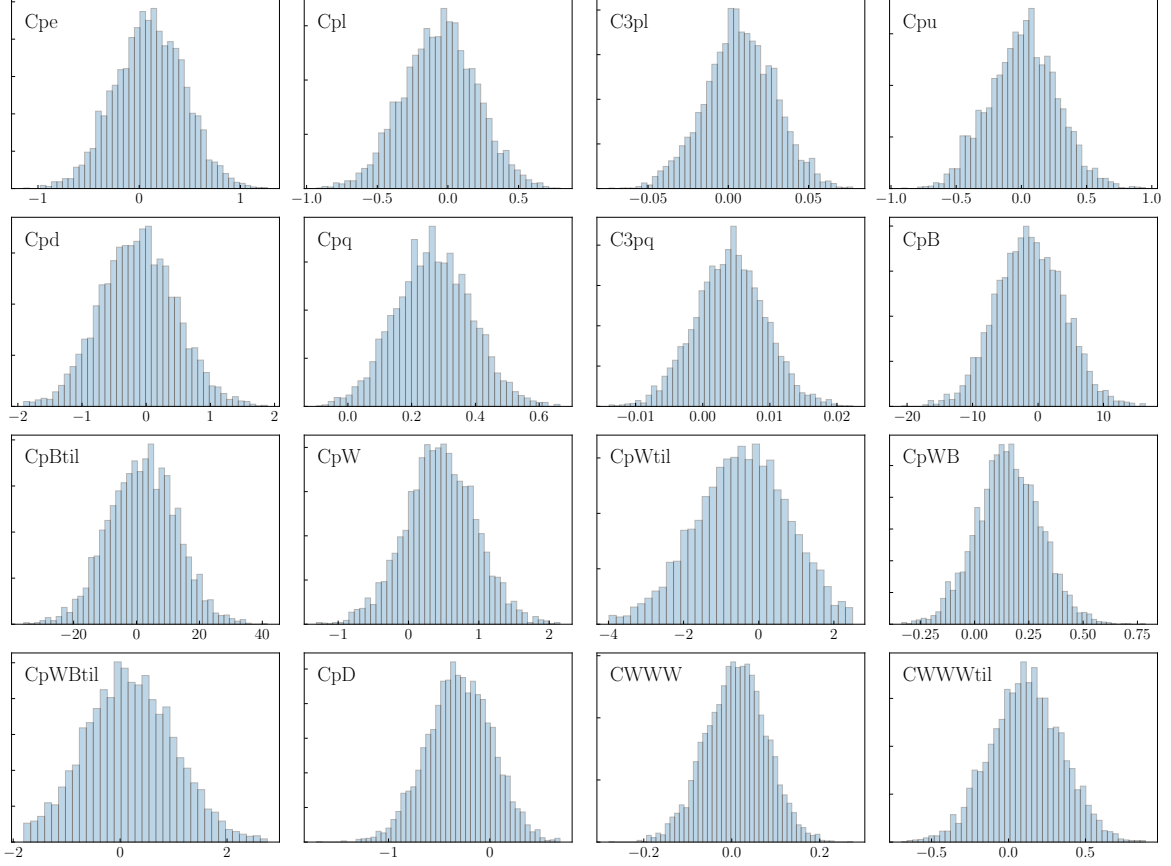 Cpe
Cpl
C3pl
Cpu
−1 0 1
−1.0 −0.5 0.0 0.5
−0.05 0.00 0.05
−1.0 −0.5 0.0 0.5 1.0
Cpd
Cpq
C3pq
CpB
−2 −1 0 1 2
0.0 0.2 0.4 0.6
−0.01 0.00 0.01 0.02
−20 −10 0 10
CpBtil
CpW
CpWtil
CpWB
−20 0 20 40
−1 0 1 2
−4 −2 0 2
−0.25 0.00 0.25 0.50 0.75
CpWBtil
CpD
CWWW
CWWWtil
−2 0 2
−1 0
−0.2 0.0 0.2
−0.5 0.0 0.5